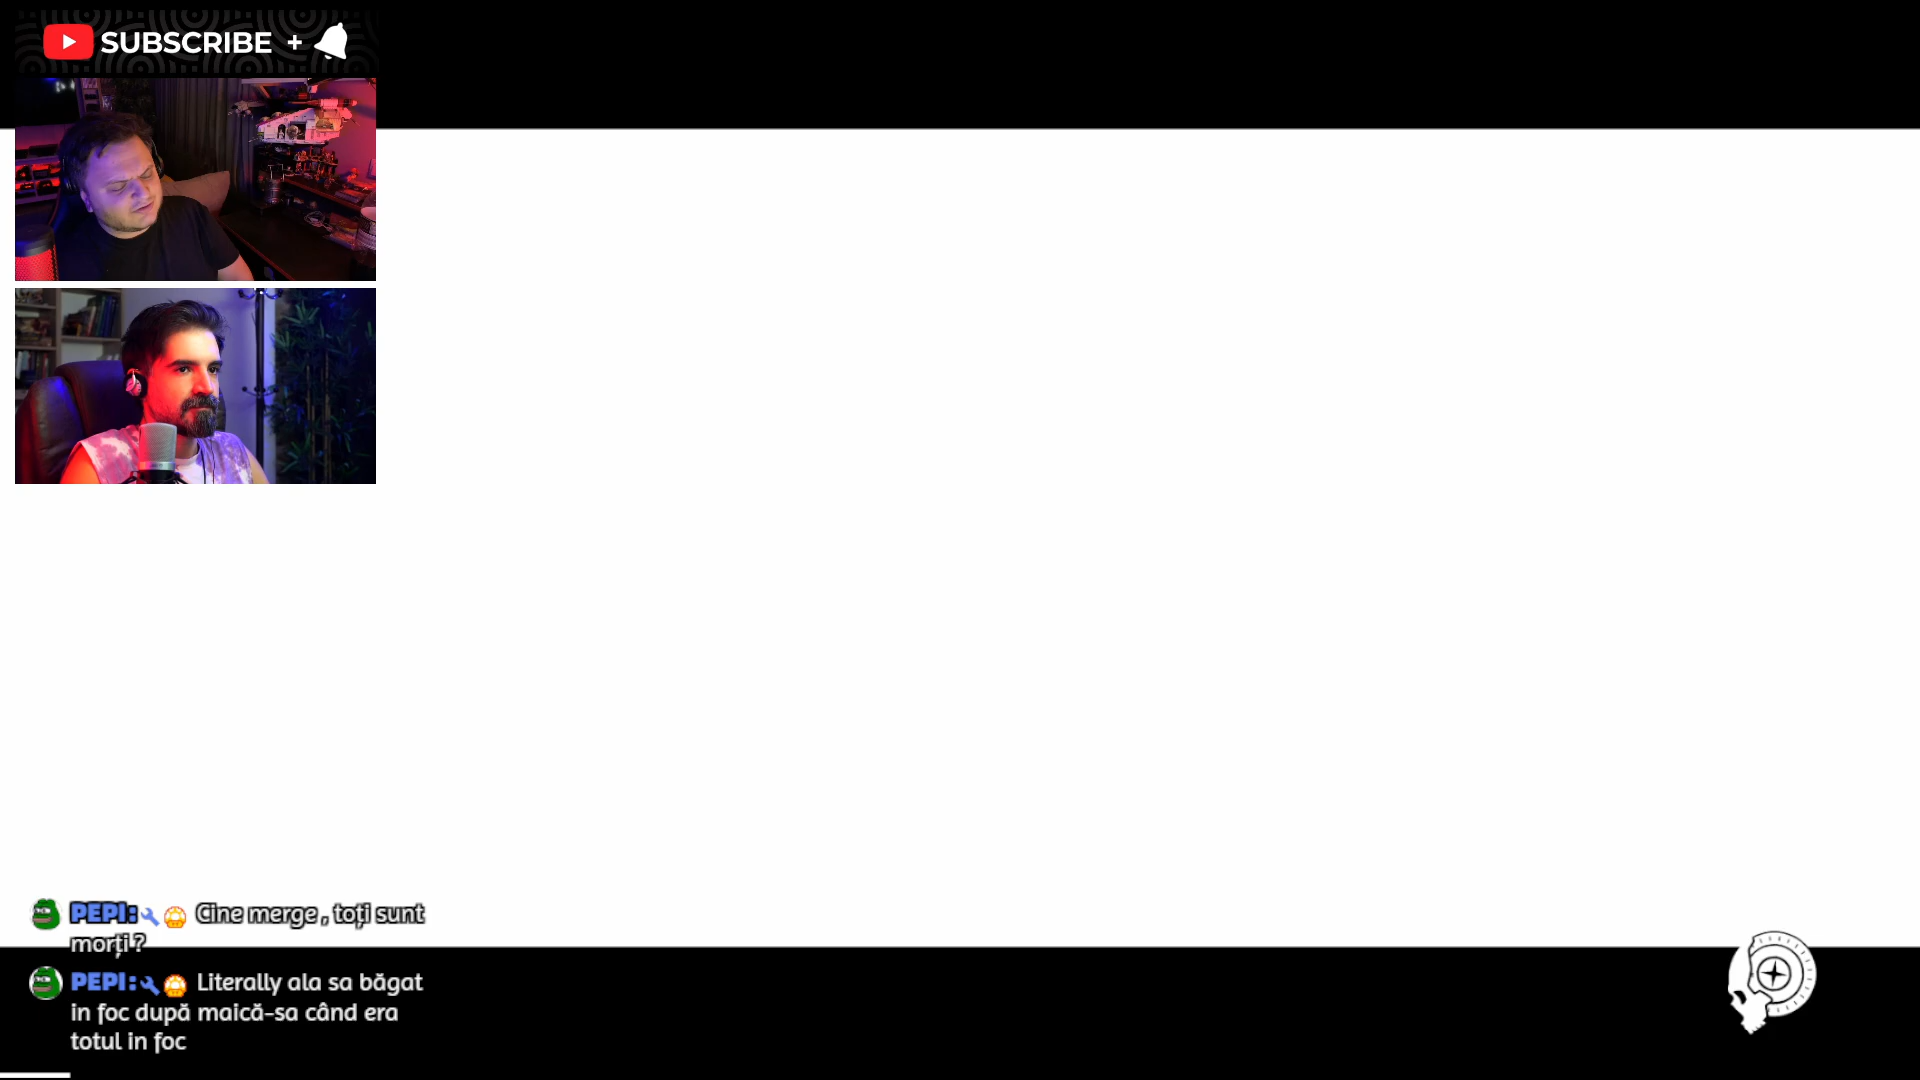 SUBSCRIBE +
PEPI: Cine merge , toți sunt
morți ?
PEPI: Literally ala sa băgat
in foc după maică-sa când era
totul in foc